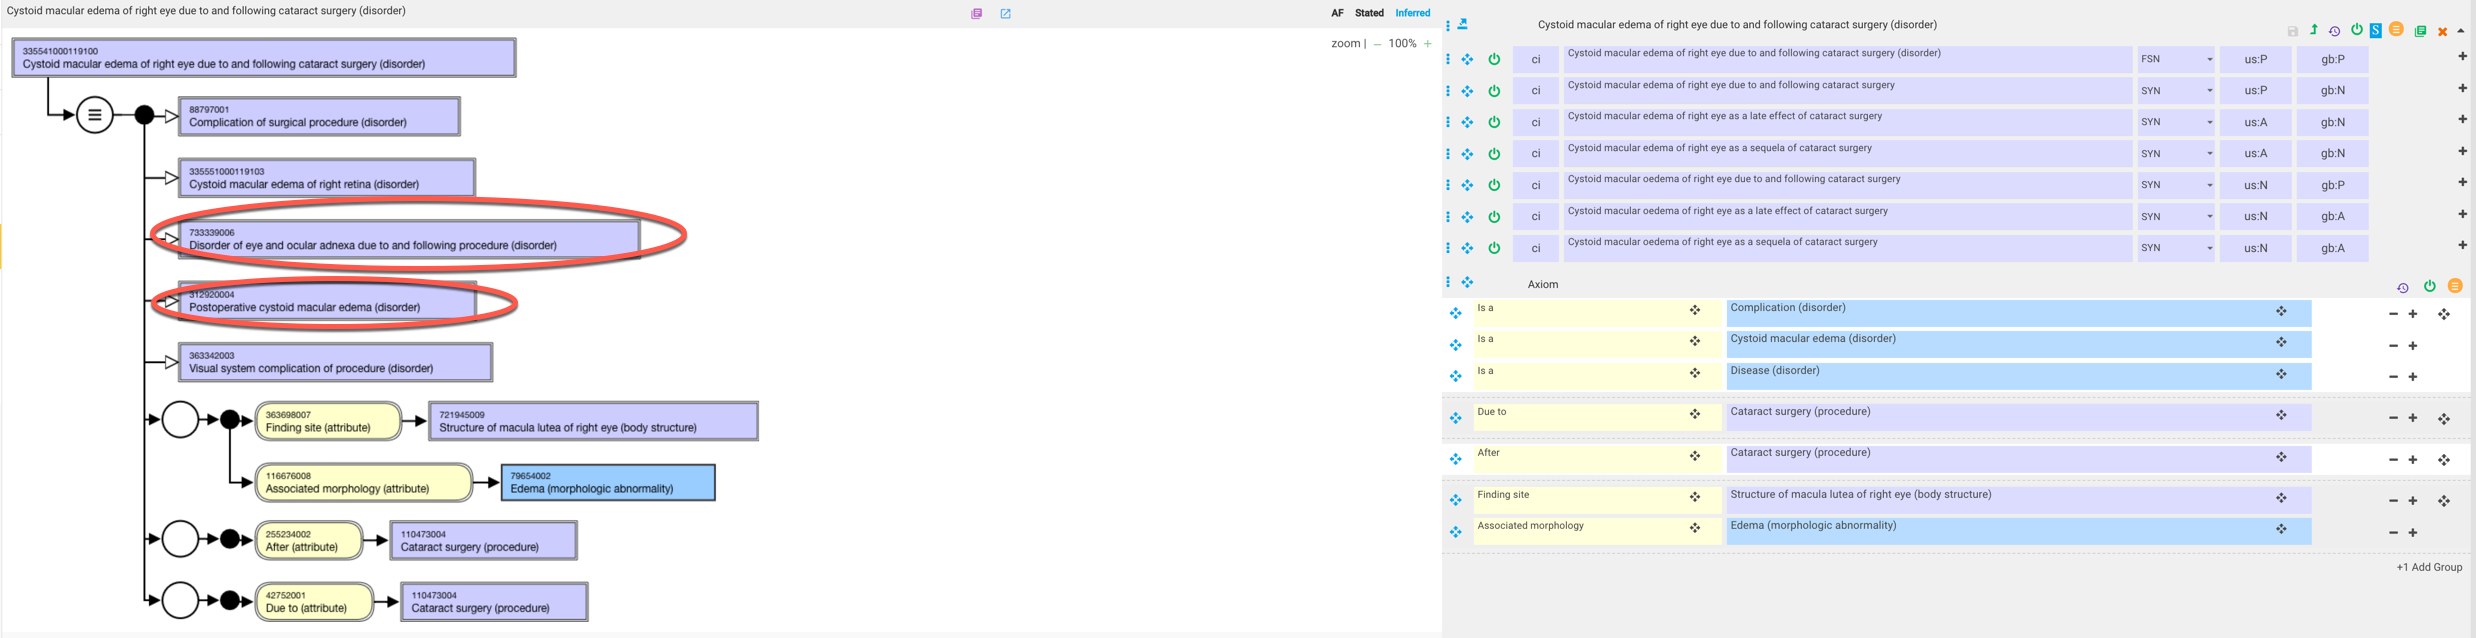 Cystoid macular edema of right eye due to and following cataract surgery (disorder)
AF Stated Inferred
zoom | − 100% +
335541000119100
Cystoid macular edema of right eye due to and following cataract surgery (disorder)
88797001
Complication of surgical procedure (disorder)
335551000119103
Cystoid macular edema of right retina (disorder)
733339006
Disorder of eye and ocular adnexa due to and following procedure (disorder)
312920004
Postoperative cystoid macular edema (disorder)
363342003
Visual system complication of procedure (disorder)
363698007
Finding site (attribute)
721945009
Structure of macula lutea of right eye (body structure)
116676008
Associated morphology (attribute)
79654002
Edema (morphologic abnormality)
255234002
After (attribute)
110473004
Cataract surgery (procedure)
42752001
Due to (attribute)
110473004
Cataract surgery (procedure)
Cystoid macular edema of right eye due to and following cataract surgery (disorder)
S
ci Cystoid macular edema of right eye due to and following cataract surgery (disorder) FSN us:P gb:P
ci Cystoid macular edema of right eye due to and following cataract surgery SYN us:P gb:N
ci Cystoid macular edema of right eye as a late effect of cataract surgery SYN us:A gb:N
ci Cystoid macular edema of right eye as a sequela of cataract surgery SYN us:A gb:N
ci Cystoid macular oedema of right eye due to and following cataract surgery SYN us:N gb:P
ci Cystoid macular oedema of right eye as a late effect of cataract surgery SYN us:N gb:A
ci Cystoid macular oedema of right eye as a sequela of cataract surgery SYN us:N gb:A
Axiom
Is a Complication (disorder)
Is a Cystoid macular edema (disorder)
Is a Disease (disorder)
Due to Cataract surgery (procedure)
After Cataract surgery (procedure)
Finding site Structure of macula lutea of right eye (body structure)
Associated morphology Edema (morphologic abnormality)
+1 Add Group